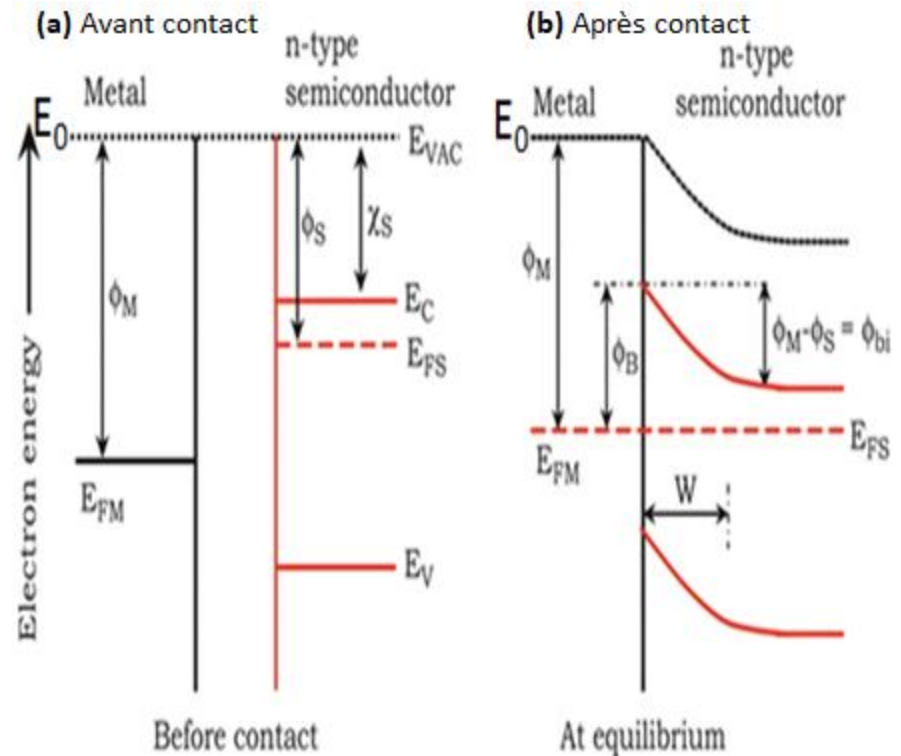 (a) Avant contact
n-type
semiconductor
Metal
E0
EVAC
ϕM
ϕS
χS
EC
EFS
EFM
EV
Electron energy
Before contact
(b) Après contact
n-type
semiconductor
Metal
E0
ϕM
ϕB
ϕM-ϕS = ϕbi
EFM
EFS
W
At equilibrium